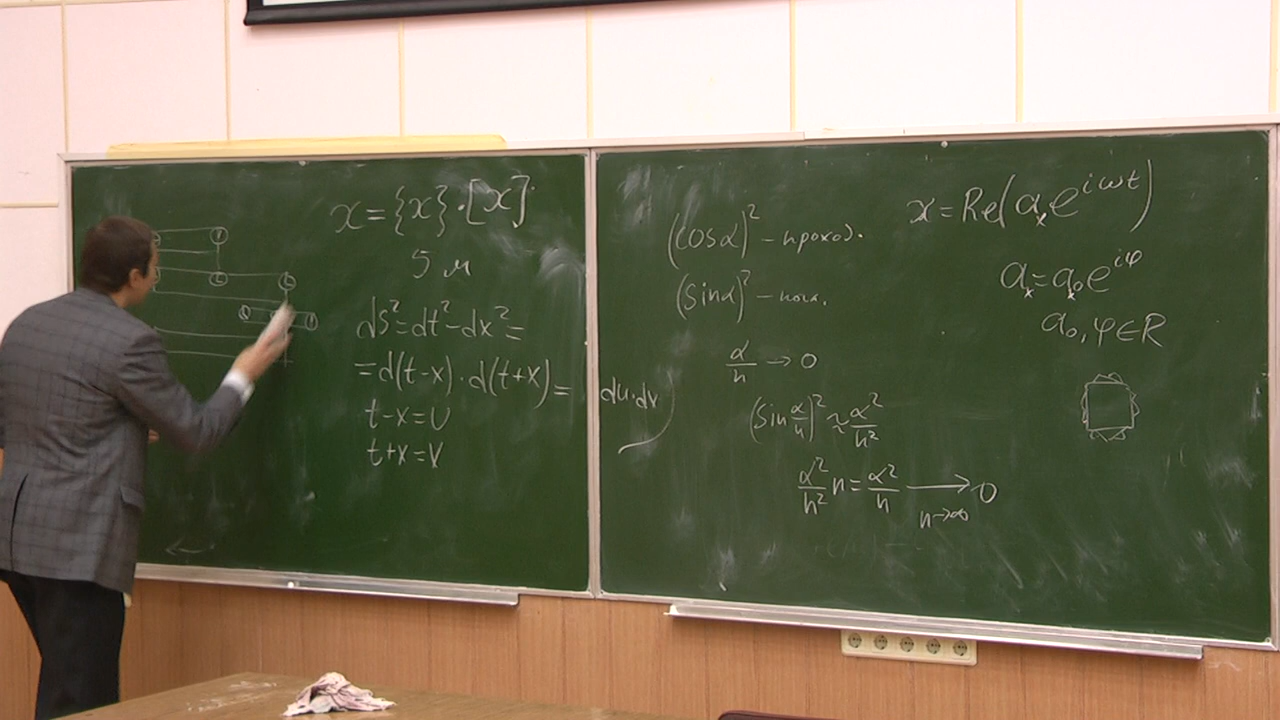 x={x}·[x]
5 м
ds²=dt²-dx²=
=d(t-x)·d(t+x)= du·dv
t-x=U
t+x=V
(cosα)² - проход.
(sinα)² - погл.
α/n → 0
(sin α/n)² ≈ α²/n²
α²/n² n = α²/n → 0
n→∞
x=Re(aₓe^{iωt})
aₓ=a₀e^{iφ}
a₀,φ∈R